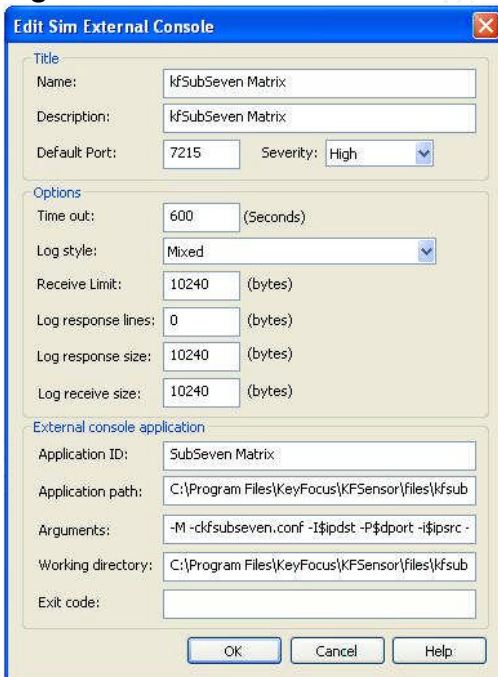 Edit Sim External Console
Title
Name: kfSubSeven Matrix
Description: kfSubSeven Matrix
Default Port: 7215 Severity: High
Options
Time out: 600 (Seconds)
Log style: Mixed
Receive Limit: 10240 (bytes)
Log response lines: 0 (bytes)
Log response size: 10240 (bytes)
Log receive size: 10240 (bytes)
External console application
Application ID: SubSeven Matrix
Application path: C:\Program Files\KeyFocus\KFSensor\files\kfsub
Arguments: -M -ckfsubseven.conf -I$ipdst -P$dport -i$ipsrc -
Working directory: C:\Program Files\KeyFocus\KFSensor\files\kfsub
Exit code:
OK Cancel Help